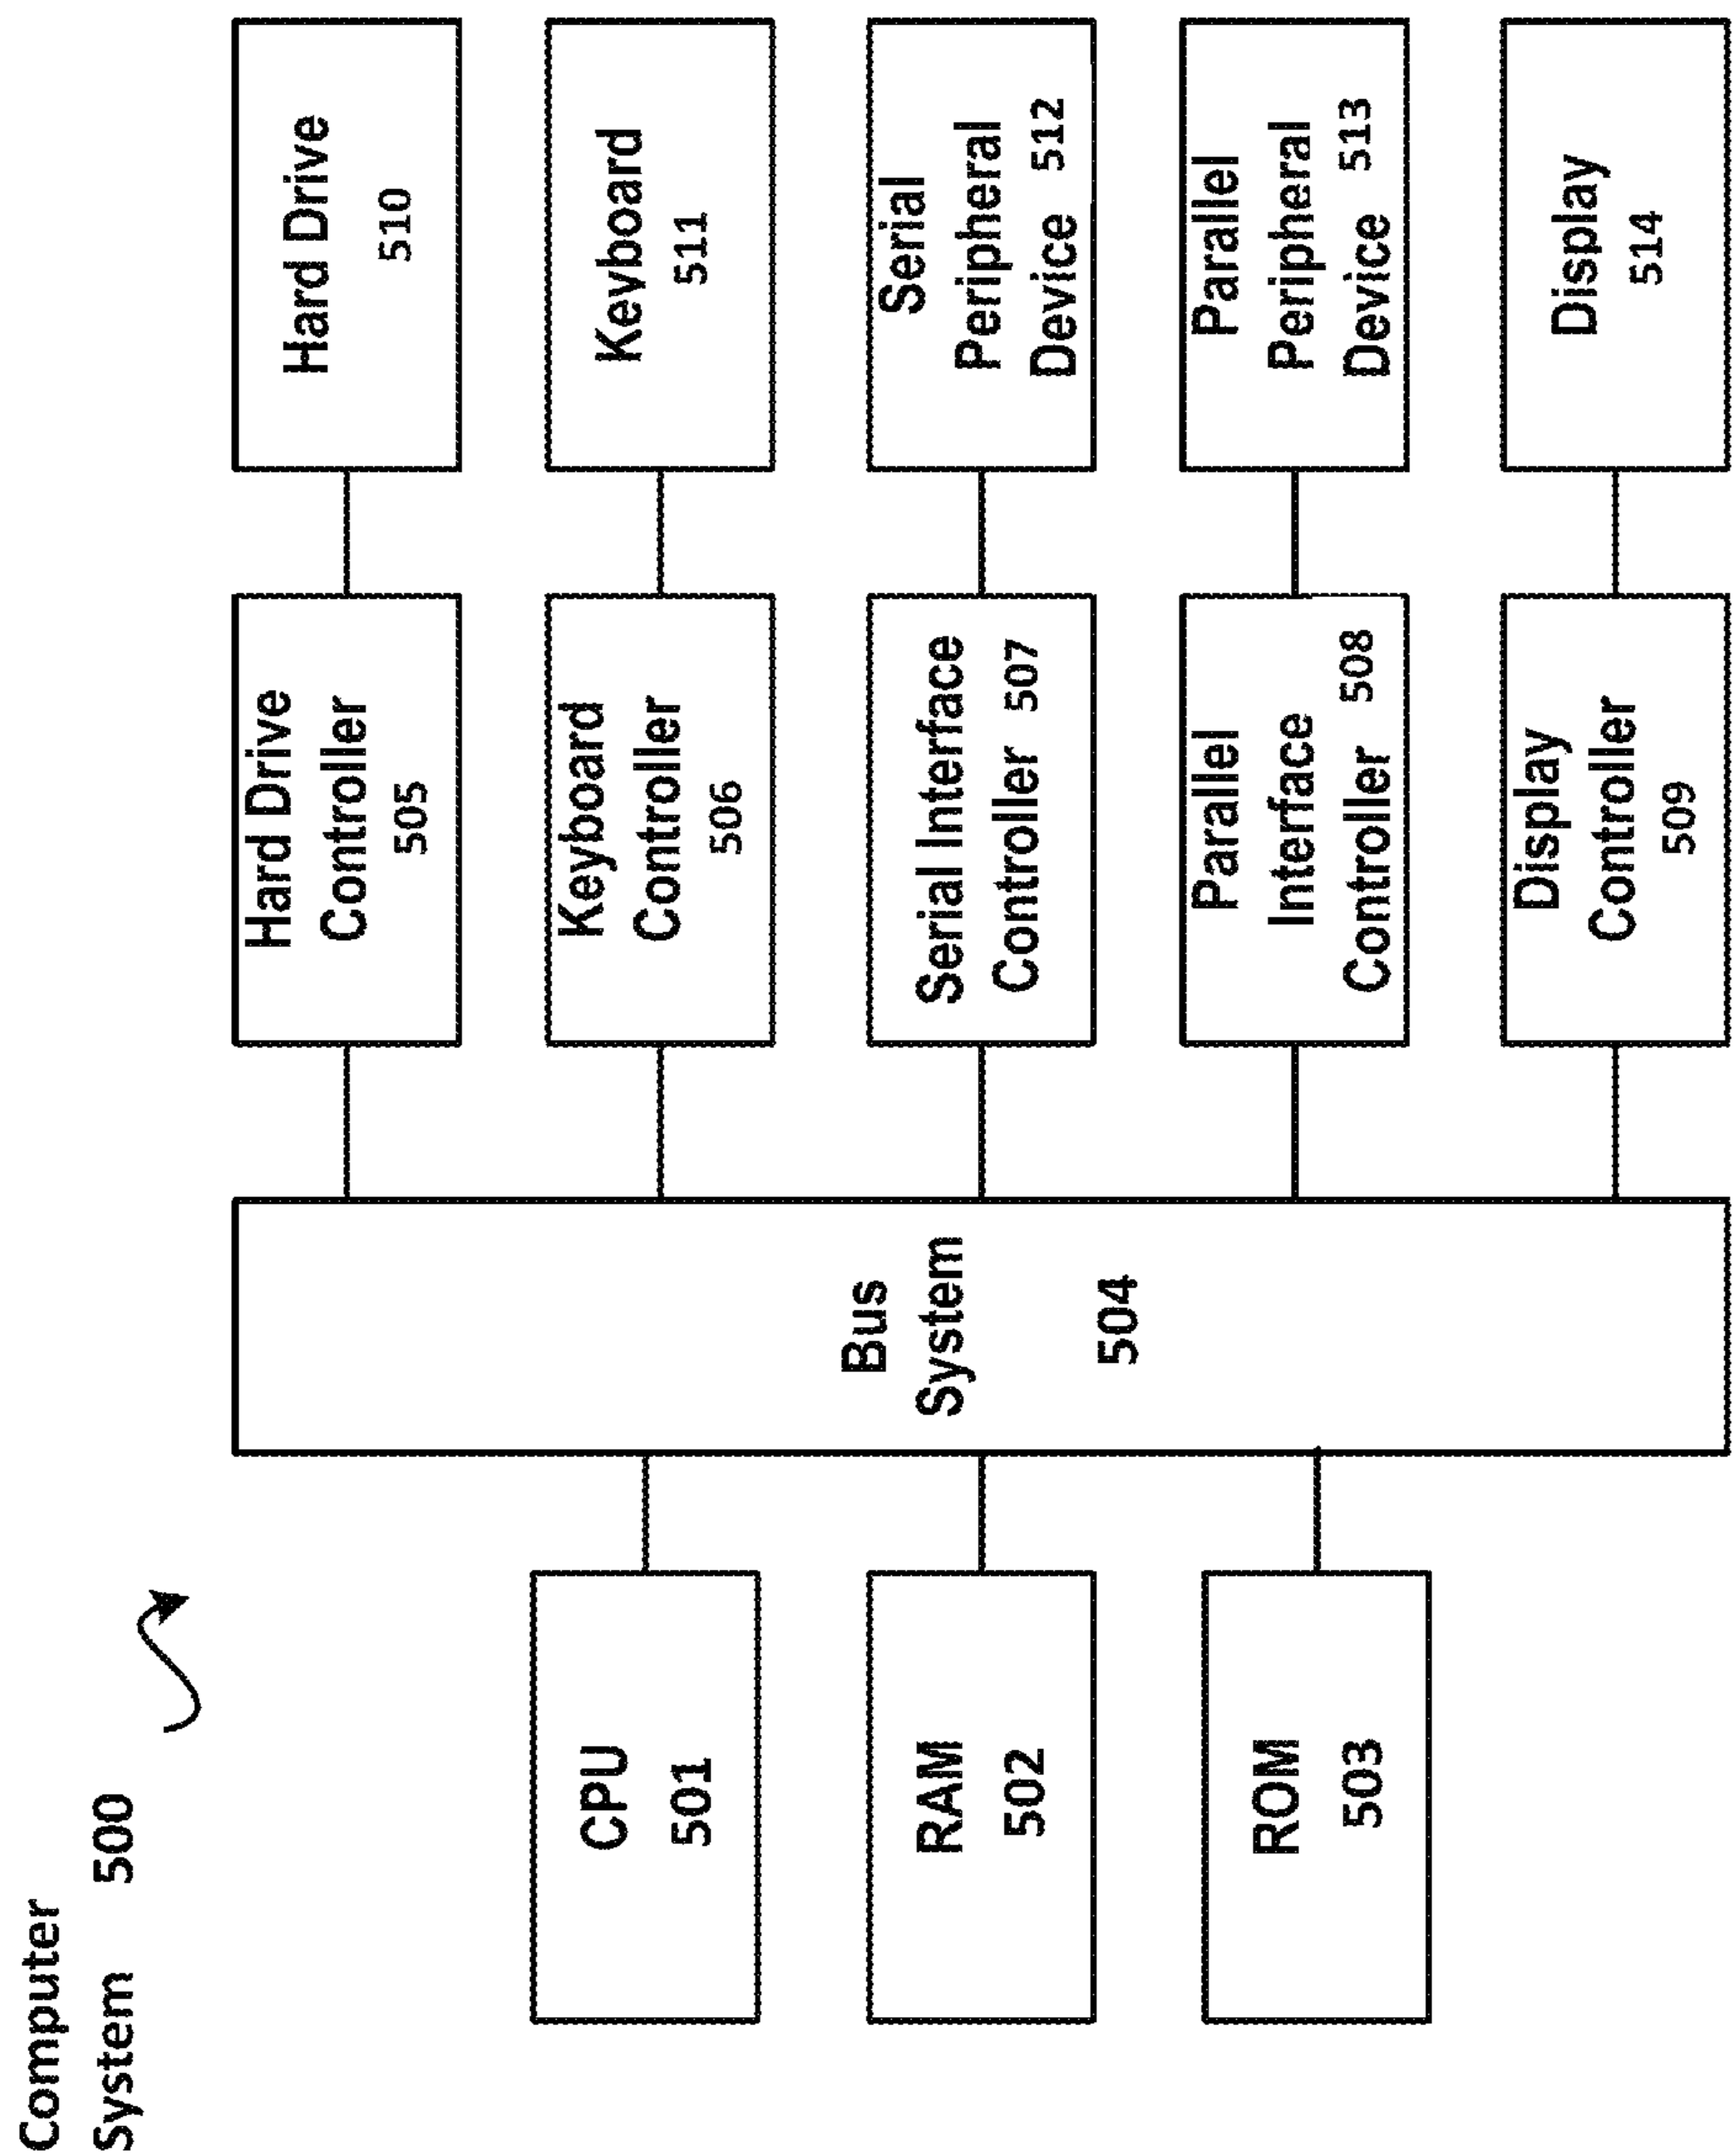 Computer
System 500
CPU
501
RAM
502
ROM
503
Bus
System
504
Hard Drive
Controller
505
Keyboard
Controller
506
Serial Interface
Controller 507
Parallel
Interface
Controller 508
Display
Controller
509
Hard Drive
510
Keyboard
511
Serial
Peripheral
Device 512
Parallel
Peripheral
Device 513
Display
514